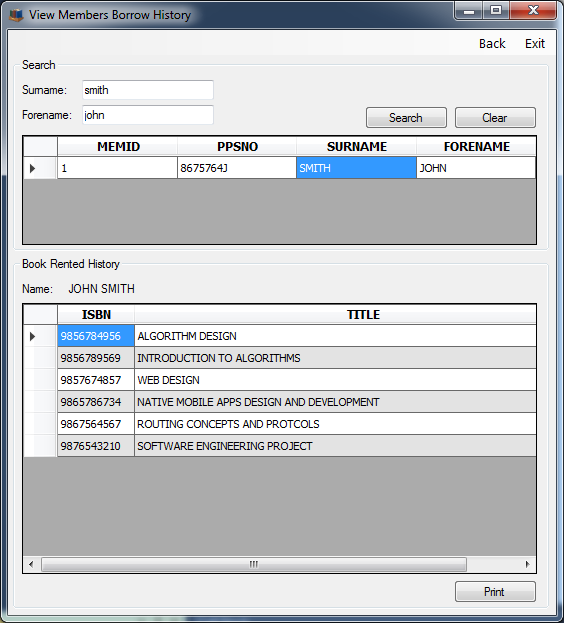 View Members Borrow History
Back Exit
Search
Surname: smith
Forename: john
Search Clear
MEMID PPSNO SURNAME FORENAME
1 8675764J SMITH JOHN
Book Rented History
Name: JOHN SMITH
ISBN TITLE
9856784956 ALGORITHM DESIGN
9856789569 INTRODUCTION TO ALGORITHMS
9857674857 WEB DESIGN
9865786734 NATIVE MOBILE APPS DESIGN AND DEVELOPMENT
9867564567 ROUTING CONCEPTS AND PROTCOLS
9876543210 SOFTWARE ENGINEERING PROJECT
Print